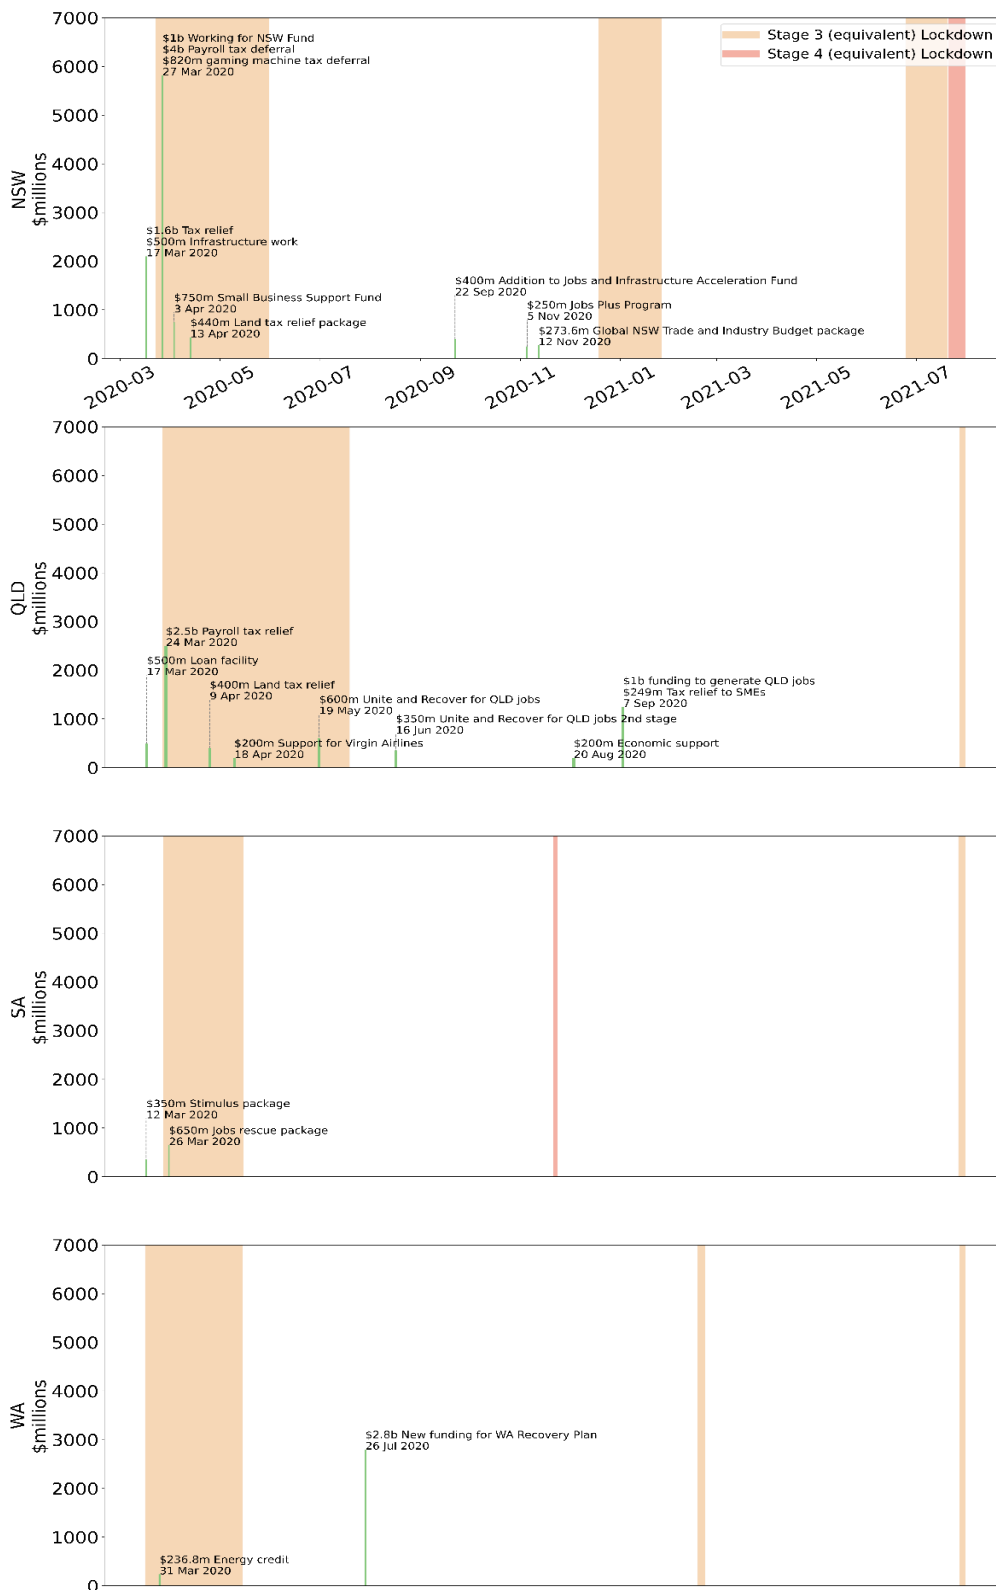 7000
6000
5000
4000
3000
2000
1000
0
NSW
$millions
Stage 3 (equivalent) Lockdown
Stage 4 (equivalent) Lockdown
$1b Working for NSW Fund
$4b Payroll tax deferral
$820m gaming machine tax deferral
27 Mar 2020
$1.6b Tax relief
$500m Infrastructure work
17 Mar 2020
$750m Small Business Support Fund
3 Apr 2020
$440m Land tax relief package
13 Apr 2020
$400m Addition to Jobs and Infrastructure Acceleration Fund
22 Sep 2020
$250m Jobs Plus Program
5 Nov 2020
$273.6m Global NSW Trade and Industry Budget package
12 Nov 2020
2020-03
2020-05
2020-07
2020-09
2020-11
2021-01
2021-03
2021-05
2021-07
7000
6000
5000
4000
3000
2000
1000
0
QLD
$millions
$2.5b Payroll tax relief
24 Mar 2020
$500m Loan facility
17 Mar 2020
$400m Land tax relief
9 Apr 2020
$200m Support for Virgin Airlines
18 Apr 2020
$600m Unite and Recover for QLD jobs
19 May 2020
$350m Unite and Recover for QLD jobs 2nd stage
16 Jun 2020
$200m Economic support
20 Aug 2020
$1b funding to generate QLD jobs
$249m Tax relief to SMEs
7 Sep 2020
7000
6000
5000
4000
3000
2000
1000
0
SA
$millions
$350m Stimulus package
12 Mar 2020
$650m Jobs rescue package
26 Mar 2020
7000
6000
5000
4000
3000
2000
1000
0
WA
$millions
$2.8b New funding for WA Recovery Plan
26 Jul 2020
$236.8m Energy credit
31 Mar 2020